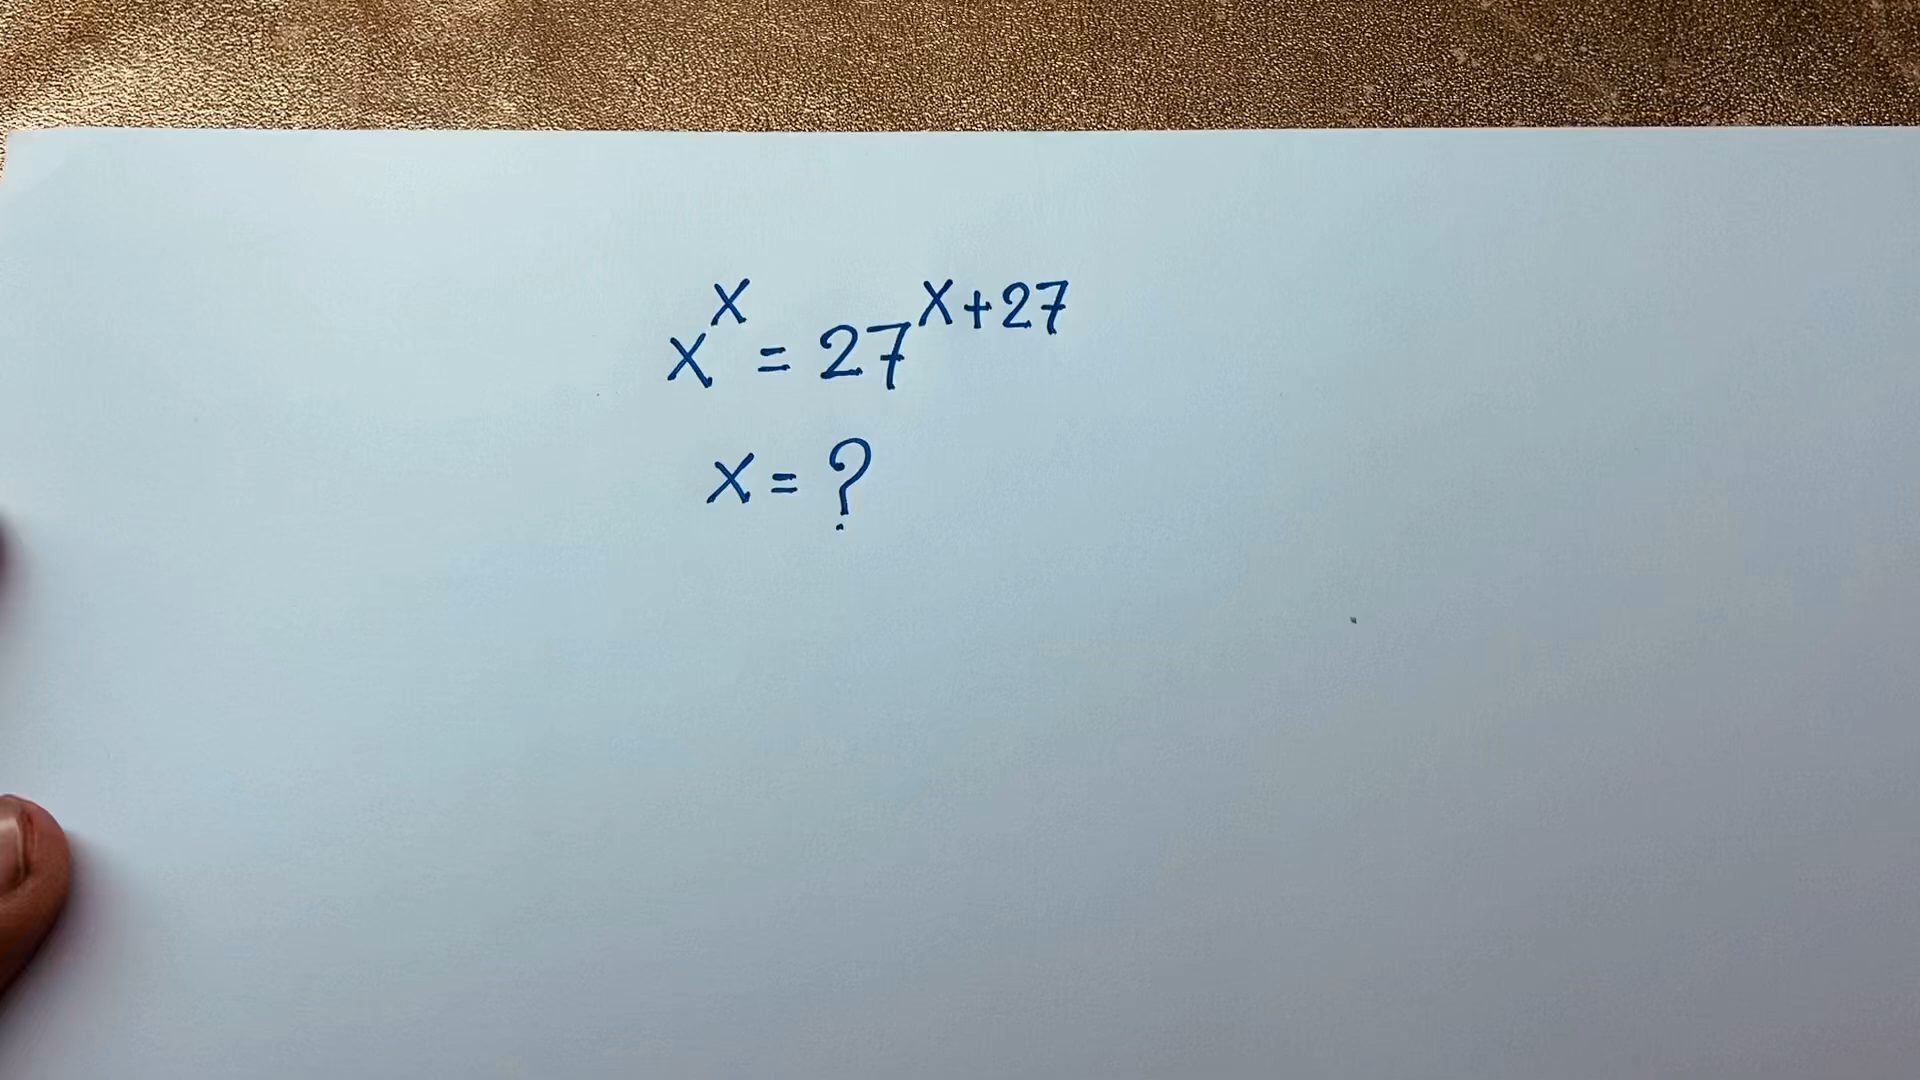 x^x = 27^{x+27}
x = ?